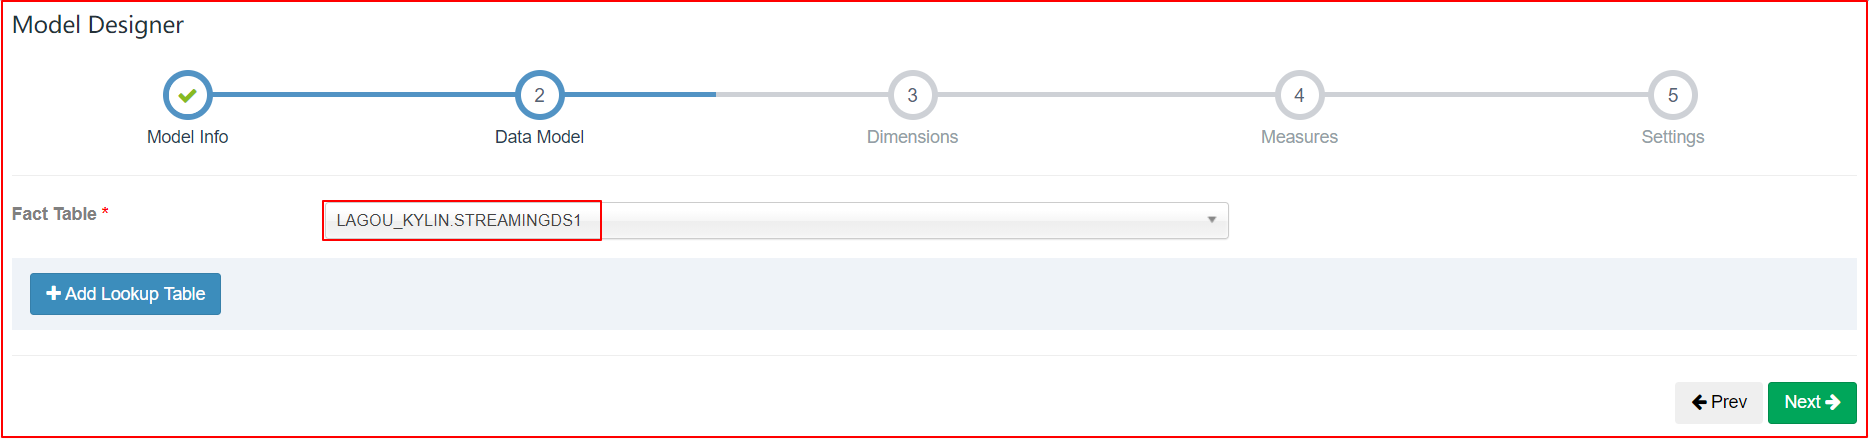 Model Designer
2
3
4
5
Model Info
Data Model
Dimensions
Measures
Settings
Fact Table *
LAGOU_KYLIN.STREAMINGDS1
Add Lookup Table
Prev
Next